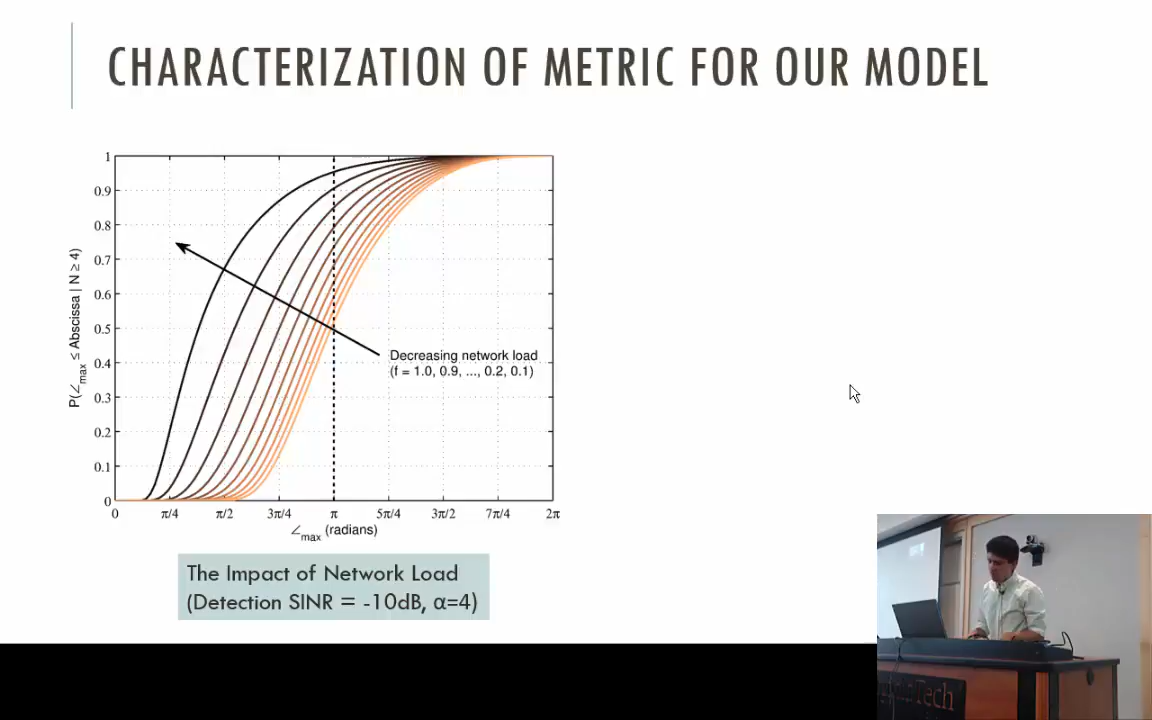 CHARACTERIZATION OF METRIC FOR OUR MODEL
1
0.9
0.8
0.7
0.6
0.5
0.4
0.3
0.2
0.1
0
P(∠max ≤ Abscissa | N ≥ 4)
Decreasing network load
(f = 1.0, 0.9, ..., 0.2, 0.1)
0 π/4 π/2 3π/4 π 5π/4 3π/2 7π/4 2π
∠max (radians)
The Impact of Network Load
(Detection SINR = -10dB, α=4)
Tech